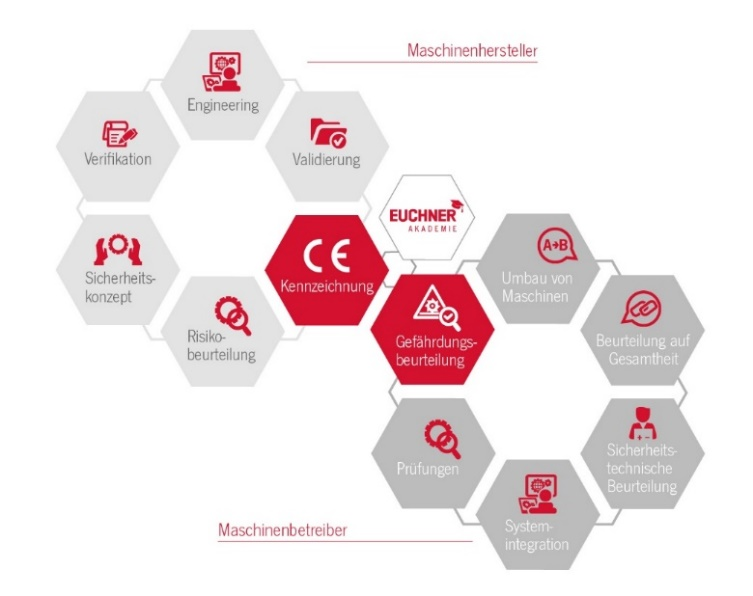 Maschinenhersteller
Engineering
Verifikation
Validierung
EUCHNER
AKADEMIE
Sicherheits-
konzept
CE
Kennzeichnung
Risiko-
beurteilung
A→B
Umbau von
Maschinen
Gefährdungs-
beurteilung
Beurteilung auf
Gesamtheit
Prüfungen
Sicherheits-
technische
Beurteilung
System-
integration
Maschinenbetreiber